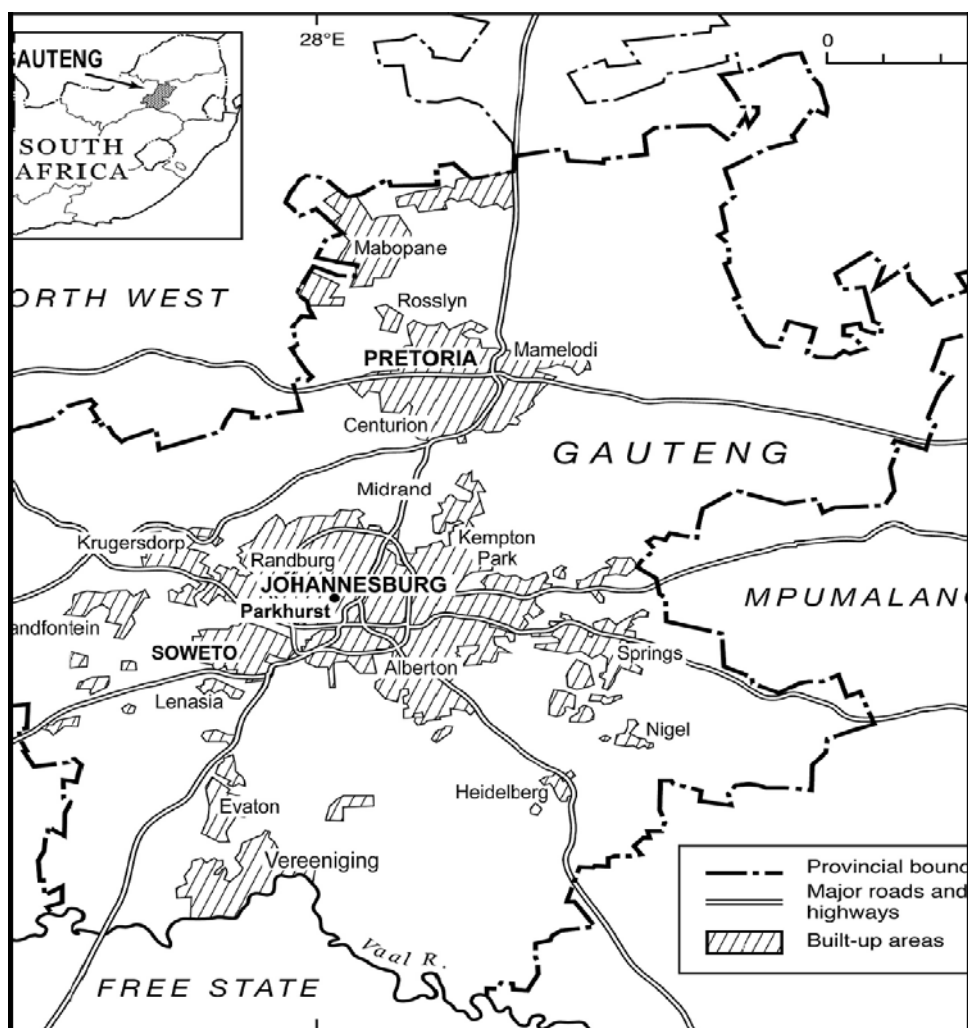 28°E
0
GAUTENG
SOUTH
AFRICA
Mabopane
ORTH WEST
Rosslyn
PRETORIA
Mamelodi
Centurion
GAUTENG
Midrand
Krugersdorp
Kempton
Park
Randburg
JOHANNESBURG
Parkhurst
MPUMALANG
andfontein
SOWETO
Springs
Alberton
Lenasia
Nigel
Heidelberg
Evaton
Vereeniging
Vaal R.
FREE STATE
Provincial bound
Major roads and
highways
Built-up areas